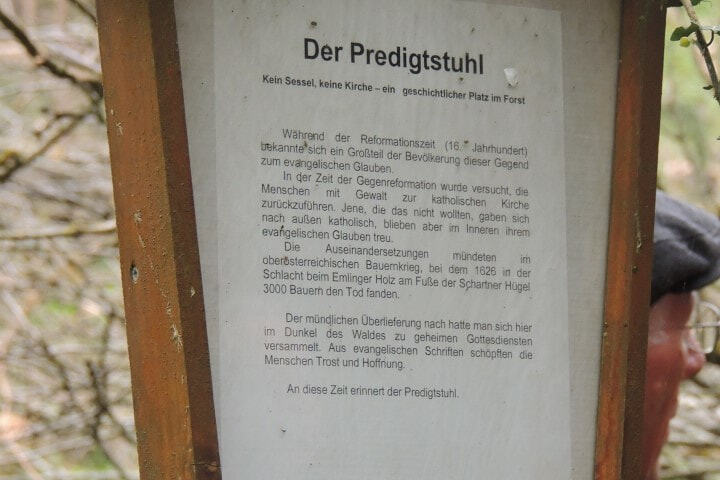 Der Predigtstuhl
Kein Sessel, keine Kirche – ein geschichtlicher Platz im Forst
Während der Reformationszeit (16. Jahrhundert)
bekannte sich ein Großteil der Bevölkerung dieser Gegend
zum evangelischen Glauben.
In der Zeit der Gegenreformation wurde versucht, die
Menschen mit Gewalt zur katholischen Kirche
zurückzuführen. Jene, die das nicht wollten, gaben sich
nach außen katholisch, blieben aber im Inneren ihrem
evangelischen Glauben treu.
Die Auseinandersetzungen mündeten im
oberösterreichischen Bauernkrieg, bei dem 1626 in der
Schlacht beim Emlinger Holz am Fuße der Schartner Hügel
3000 Bauern den Tod fanden.
Der mündlichen Überlieferung nach hatte man sich hier
im Dunkel des Waldes zu geheimen Gottesdiensten
versammelt. Aus evangelischen Schriften schöpften die
Menschen Trost und Hoffnung.
An diese Zeit erinnert der Predigtstuhl.